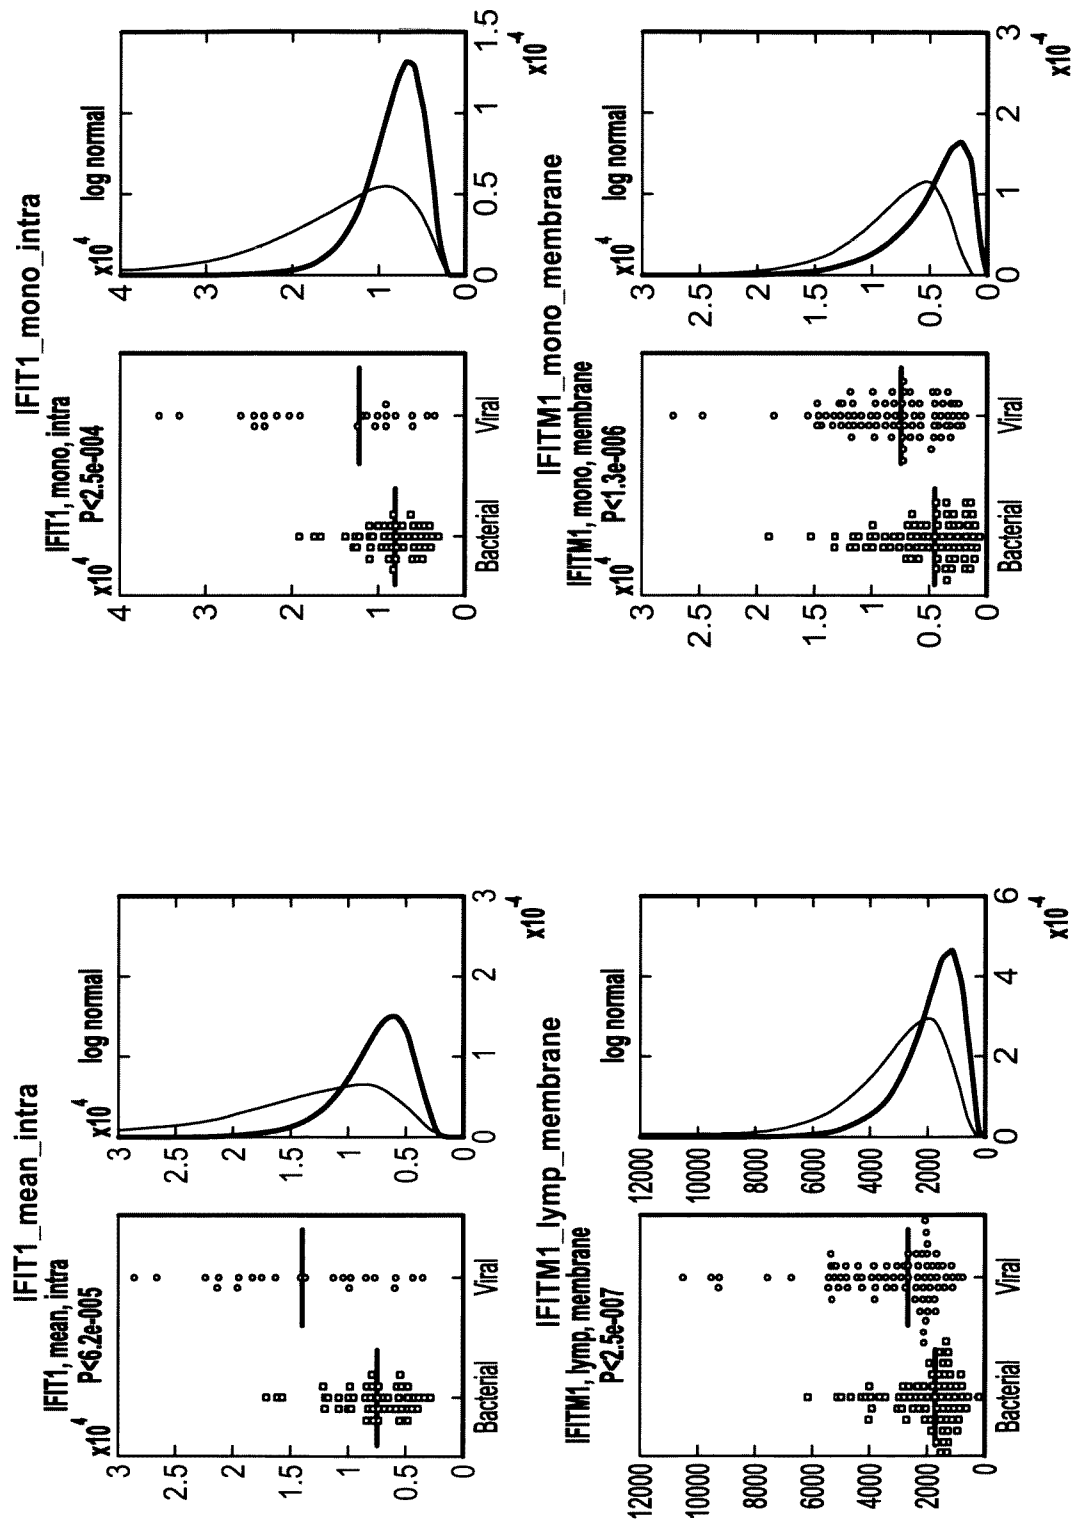 IFIT1_mean_intra
IFIT1, mean, intra
P<6.2e-005
x10^4
3
2.5
2
1.5
1
0.5
0
Bacterial
Viral
log normal
x10^4
3
2.5
2
1.5
1
0.5
0
0
1
2
3
x10^-4
IFIT1_mono_intra
IFIT1, mono, intra
P<2.5e-004
x10^4
4
3
2
1
0
Bacterial
Viral
log normal
x10^4
4
3
2
1
0
0
0.5
1
1.5
x10^-4
IFITM1_lymp_membrane
IFITM1, lymp, membrane
P<2.5e-007
12000
10000
8000
6000
4000
2000
0
Bacterial
Viral
log normal
12000
10000
8000
6000
4000
2000
0
0
2
4
6
x10^-4
IFITM1_mono_membrane
IFITM1, mono, membrane
P<1.3e-006
x10^4
3
2.5
2
1.5
1
0.5
0
Bacterial
Viral
log normal
x10^4
3
2.5
2
1.5
1
0.5
0
0
1
2
3
x10^-4